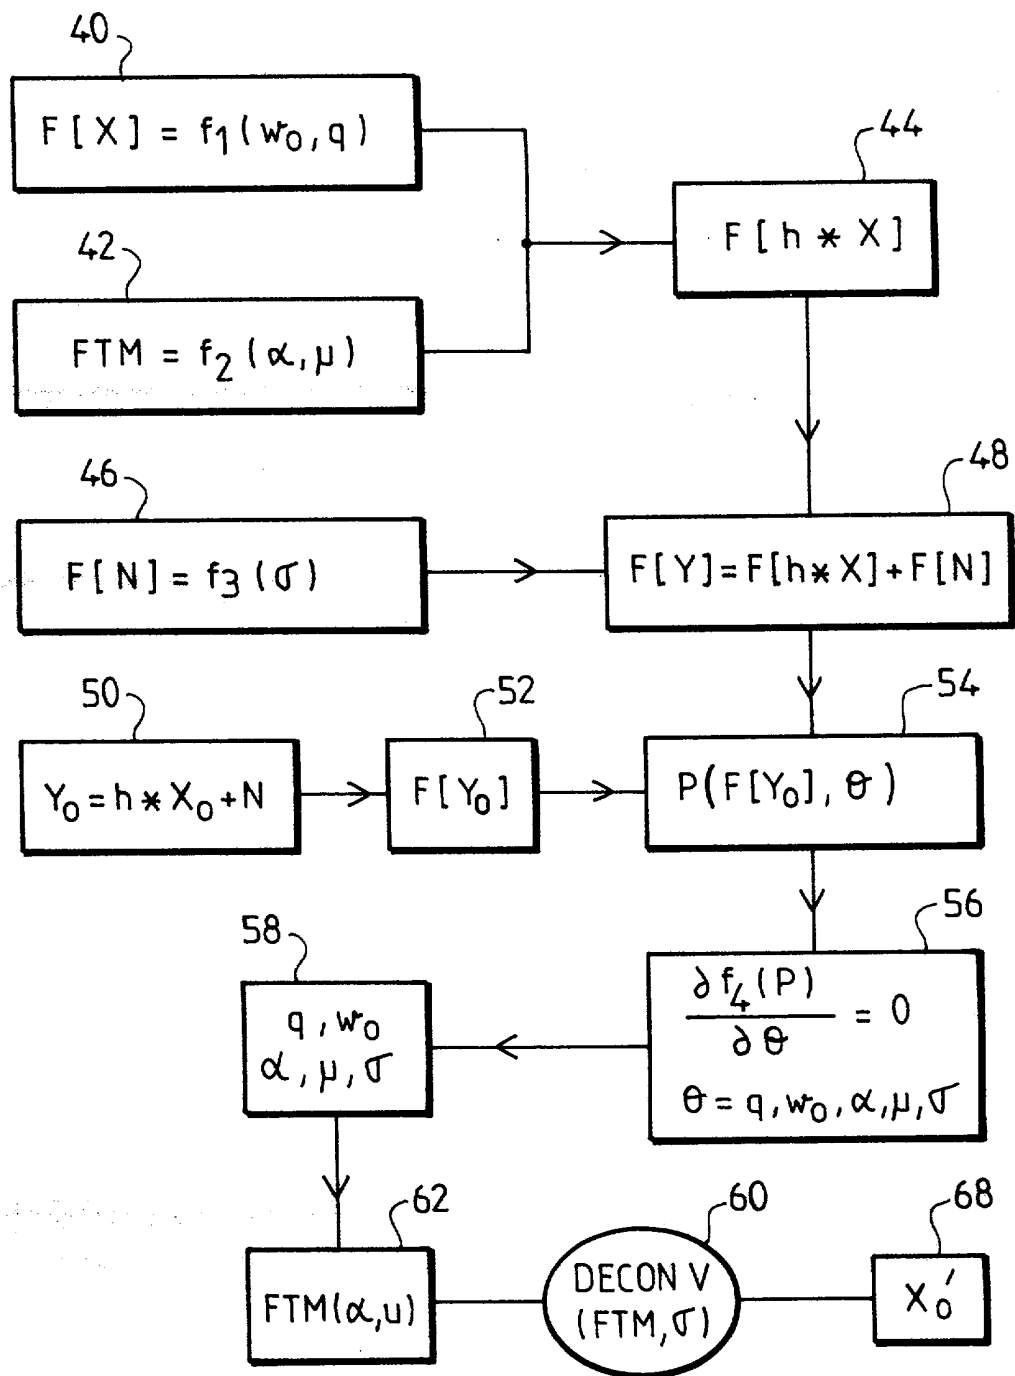 40
F[X] = f₁(w₀,q)
44
F[h * X]
42
FTM = f₂(α,μ)
46
F[N] = f₃(σ)
48
F[Y]=F[h*X]+F[N]
50
Y₀=h*X₀+N
52
F[Y₀]
54
P(F[Y₀], θ)
56
∂f₄(P)
∂θ
= 0
θ = q,w₀,α,μ,σ
58
q,w₀
α,μ,σ
62
FTM(α,u)
60
DECON V
(FTM,σ)
68
X₀′